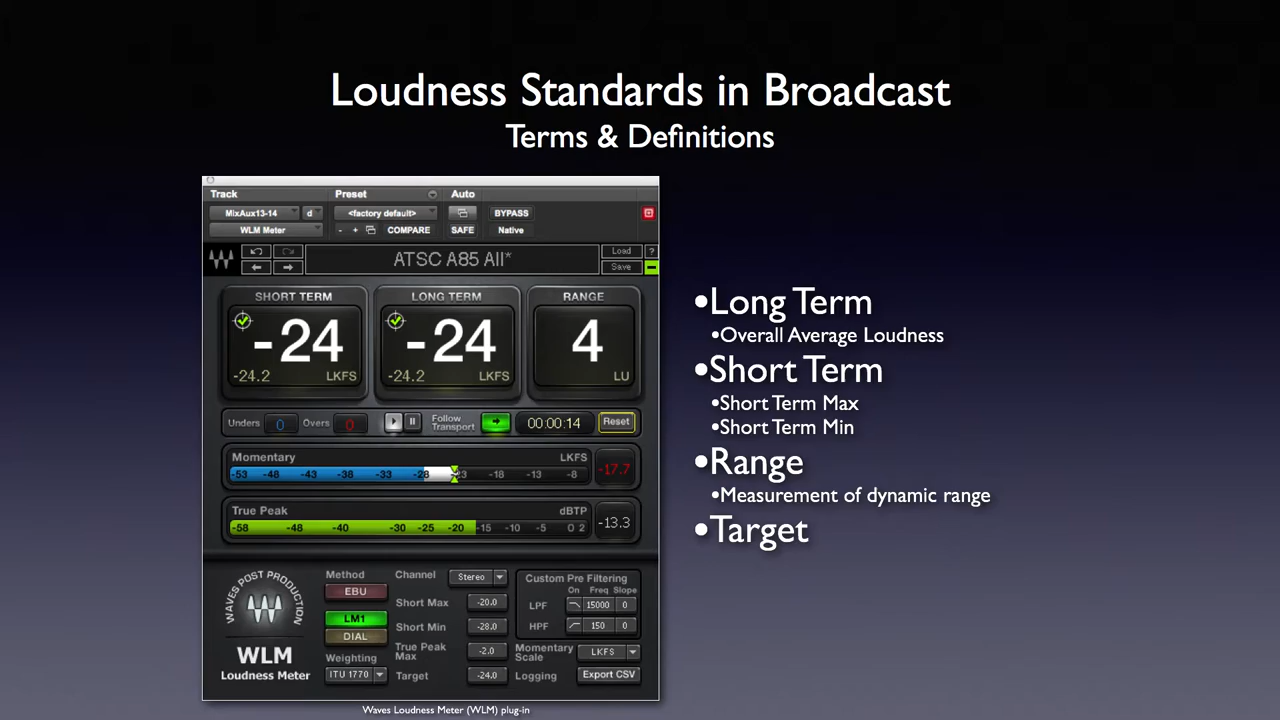 Loudness Standards in Broadcast
Terms & Definitions
Track Preset Auto
MixAux13-14 d <factory default> BYPASS
WLM Meter - + COMPARE SAFE Native
ATSC A85 All* Load ?
Save
SHORT TERM LONG TERM RANGE
-24 -24 4
-24.2 LKFS -24.2 LKFS LU
Unders 0 Overs 0 Follow Transport 00:00:14 Reset
Momentary LKFS
-53 -48 -43 -38 -33 -28 -23 -18 -13 -8 -17.7
True Peak dBTP
-58 -48 -40 -30 -25 -20 -15 -10 -5 0 2 -13.3
WAVES POST PRODUCTION
WLM
Loudness Meter
Method
EBU
LM1
DIAL
Weighting
ITU 1770
Channel Stereo
Short Max -20.0
Short Min -28.0
True Peak Max -2.0
Target -24.0
Custom Pre Filtering
On Freq Slope
LPF 15000 0
HPF 150 0
Momentary Scale LKFS
Logging Export CSV
Waves Loudness Meter (WLM) plug-in
•Long Term
•Overall Average Loudness
•Short Term
•Short Term Max
•Short Term Min
•Range
•Measurement of dynamic range
•Target